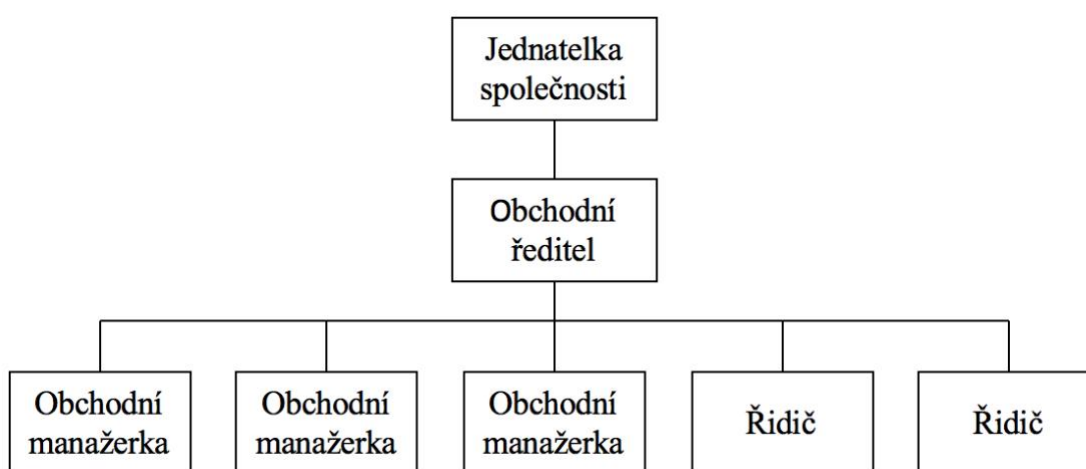 Jednatelka
společnosti
Obchodní
ředitel
Obchodní
manažerka
Obchodní
manažerka
Obchodní
manažerka
Řidič
Řidič